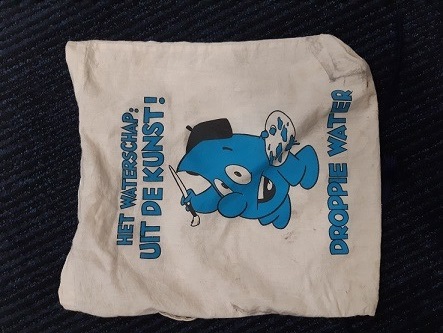 HET WATERSCHAP:
UIT DE KUNST!
DROPPIE WATER